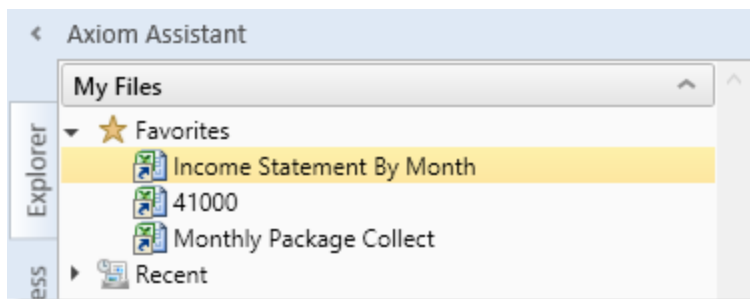 Axiom Assistant
My Files
Explorer
Favorites
Income Statement By Month
41000
Monthly Package Collect
Recent